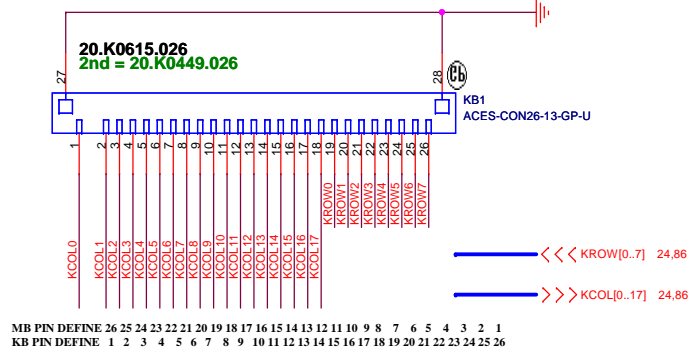 20.K0615.026
2nd = 20.K0449.026
27
28
KB1
ACES-CON26-13-GP-U
1 2 3 4 5 6 7 8 9 10 11 12 13 14 15 16 17 18 19 20 21 22 23 24 25 26
KCOL0 KCOL1 KCOL2 KCOL3 KCOL4 KCOL5 KCOL6 KCOL7 KCOL8 KCOL9 KCOL10 KCOL11 KCOL12 KCOL13 KCOL14 KCOL15 KCOL16 KCOL17 KROW0 KROW1 KROW2 KROW3 KROW4 KROW5 KROW6 KROW7
KROW[0..7] 24,86
KCOL[0..17] 24,86
MB PIN DEFINE 26 25 24 23 22 21 20 19 18 17 16 15 14 13 12 11 10 9 8 7 6 5 4 3 2 1
KB PIN DEFINE 1 2 3 4 5 6 7 8 9 10 11 12 13 14 15 16 17 18 19 20 21 22 23 24 25 26